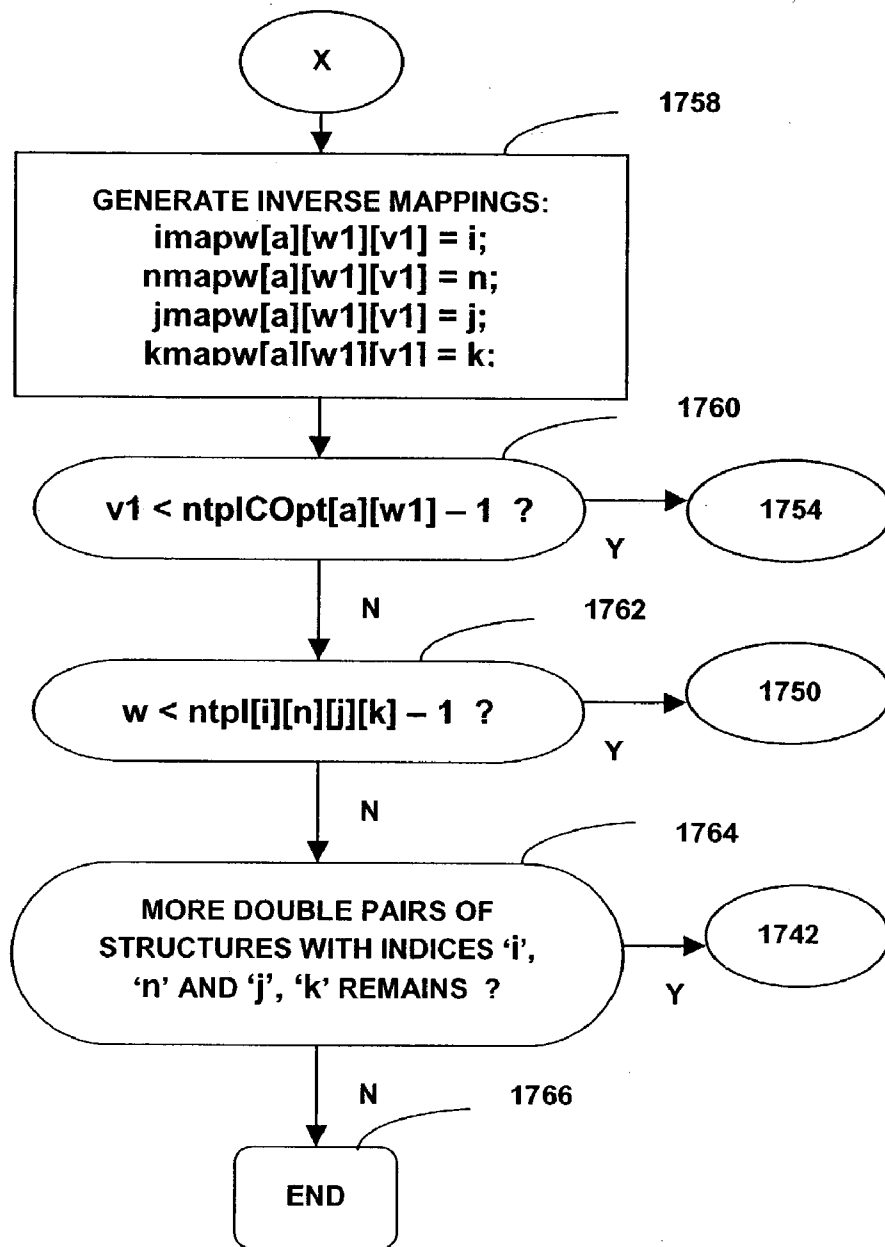 X
1758
GENERATE INVERSE MAPPINGS:
imapw[a][w1][v1] = i;
nmapw[a][w1][v1] = n;
jmapw[a][w1][v1] = j;
kmapw[a][w1][v1] = k;
1760
v1 < ntplCOpt[a][w1] – 1 ?
Y
1754
N
1762
w < ntpl[i][n][j][k] – 1 ?
Y
1750
N
1764
MORE DOUBLE PAIRS OF
STRUCTURES WITH INDICES ‘i’,
‘n’ AND ‘j’, ‘k’ REMAINS ?
Y
1742
N
1766
END